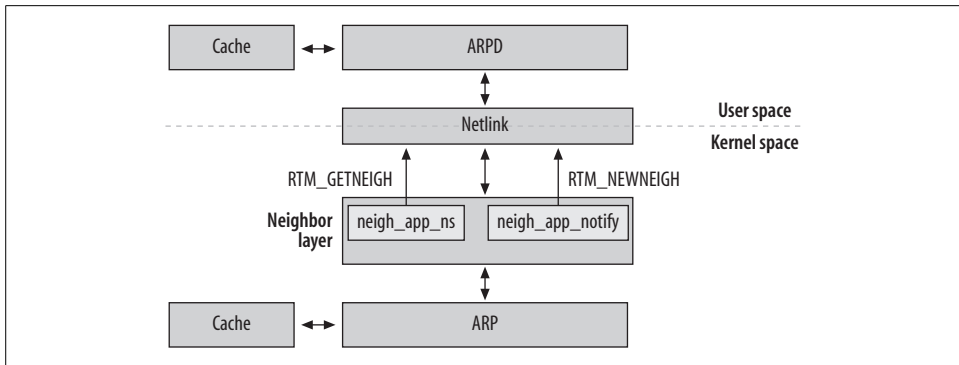 Cache
ARPD
User space
Netlink
Kernel space
RTM_GETNEIGH
RTM_NEWNEIGH
Neighbor
layer
neigh_app_ns
neigh_app_notify
Cache
ARP